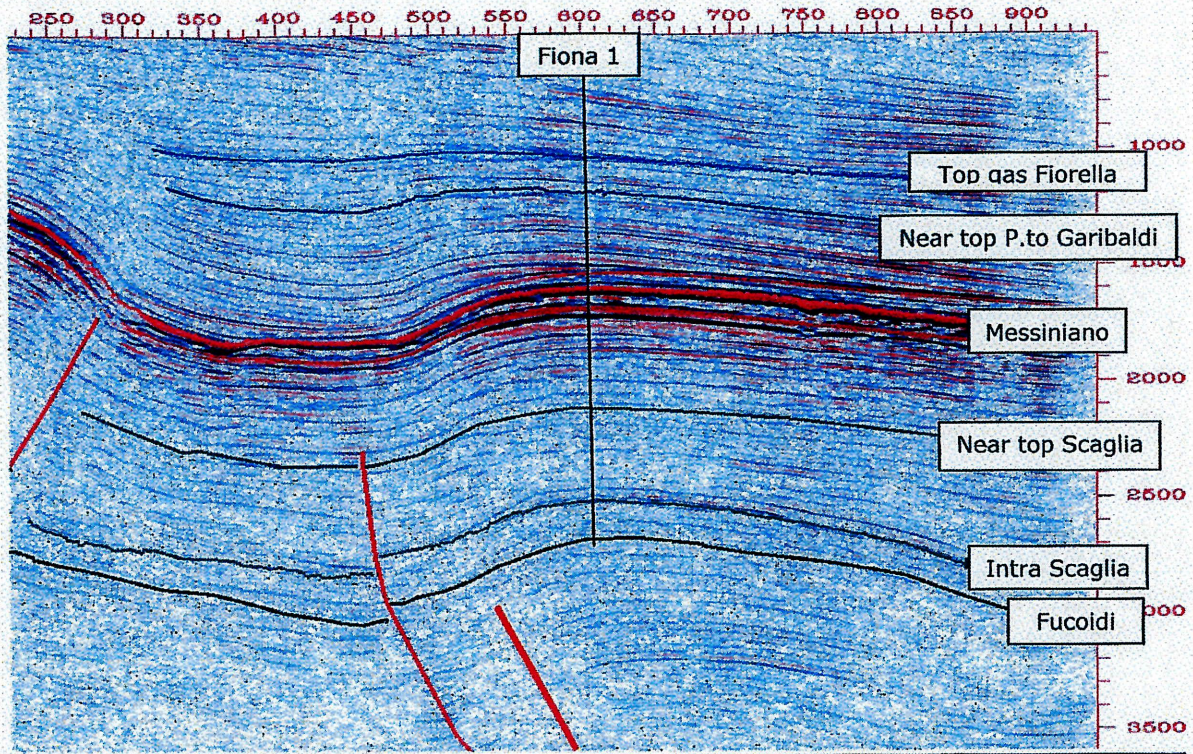 250 300 350 400 450 500 550 600 650 700 750 800 850 900
Fiona 1
1000
Top gas Fiorella
Near top P.to Garibaldi
1500
Messiniano
2000
Near top Scaglia
2500
Intra Scaglia
Fucoidi
3500